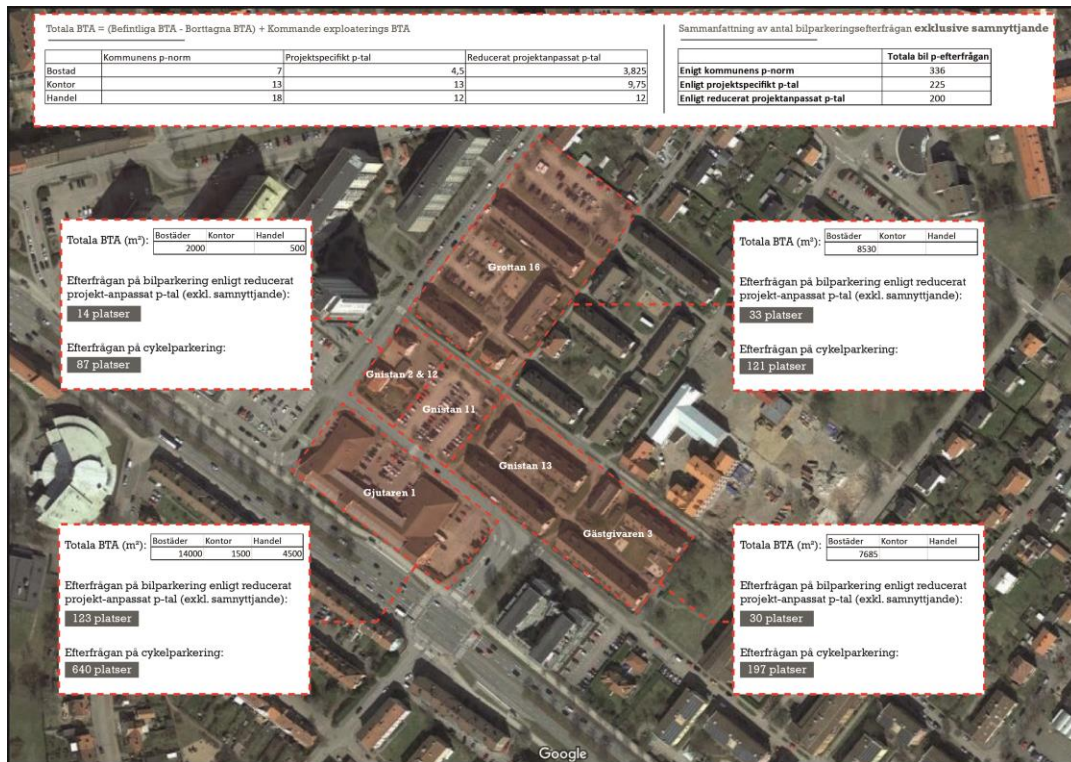 Totala BTA = (Befintliga BTA - Borttagna BTA) + Kommande exploaterings BTA
Kommunens p-norm Projektspecifikt p-tal Reducerat projektanpassat p-tal
Bostad 7 4,5 3,825
Kontor 13 13 9,75
Handel 18 12 12
Sammanfattning av antal bilparkeringsefterfrågan exklusive samnyttjande
Totala bil p-efterfrågan
Enligt kommunens p-norm 336
Enligt projektspecifikt p-tal 225
Enligt reducerat projektanpassat p-tal 200
Totala BTA (m²): Bostäder Kontor Handel
2000 500
Efterfrågan på bilparkering enligt reducerat
projekt-anpassat p-tal (exkl. samnyttjande):
14 platser
Efterfrågan på cykelparkering:
87 platser
Totala BTA (m²): Bostäder Kontor Handel
8530
Efterfrågan på bilparkering enligt reducerat
projekt-anpassat p-tal (exkl. samnyttjande):
33 platser
Efterfrågan på cykelparkering:
121 platser
Grottan 16
Gnistan 2 & 12
Gnistan 11
Gnistan 13
Gjutaren 1
Gästgivaren 3
Totala BTA (m²): Bostäder Kontor Handel
14000 1500 4500
Efterfrågan på bilparkering enligt reducerat
projekt-anpassat p-tal (exkl. samnyttjande):
123 platser
Efterfrågan på cykelparkering:
640 platser
Totala BTA (m²): Bostäder Kontor Handel
7685
Efterfrågan på bilparkering enligt reducerat
projekt-anpassat p-tal (exkl. samnyttjande):
30 platser
Efterfrågan på cykelparkering:
197 platser
Google